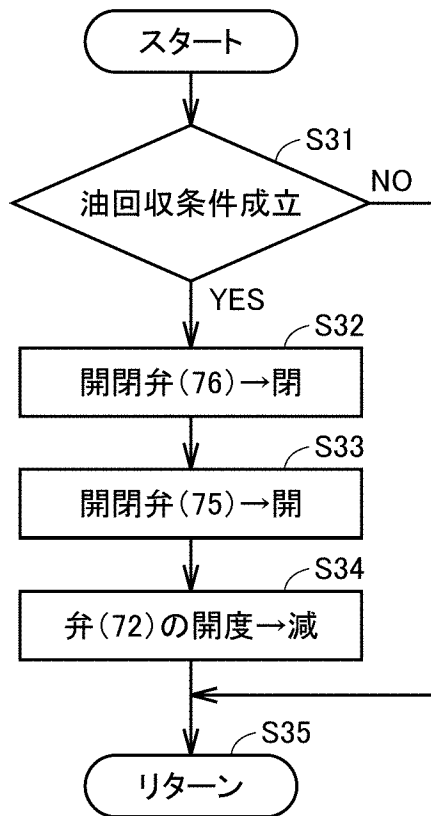 スタート
S31
油回収条件成立
NO
YES
S32
開閉弁(76)→閉
S33
開閉弁(75)→開
S34
弁(72)の開度→減
S35
リターン